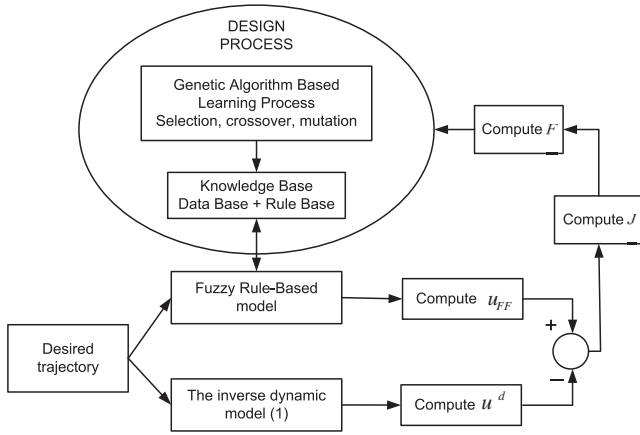 DESIGN
PROCESS
Genetic Algorithm Based
Learning Process
Selection, crossover, mutation
Compute F
Knowledge Base
Data Base + Rule Base
Compute J
Fuzzy Rule-Based
model
Compute u_FF
+
Desired
trajectory
−
The inverse dynamic
model (1)
Compute u^d